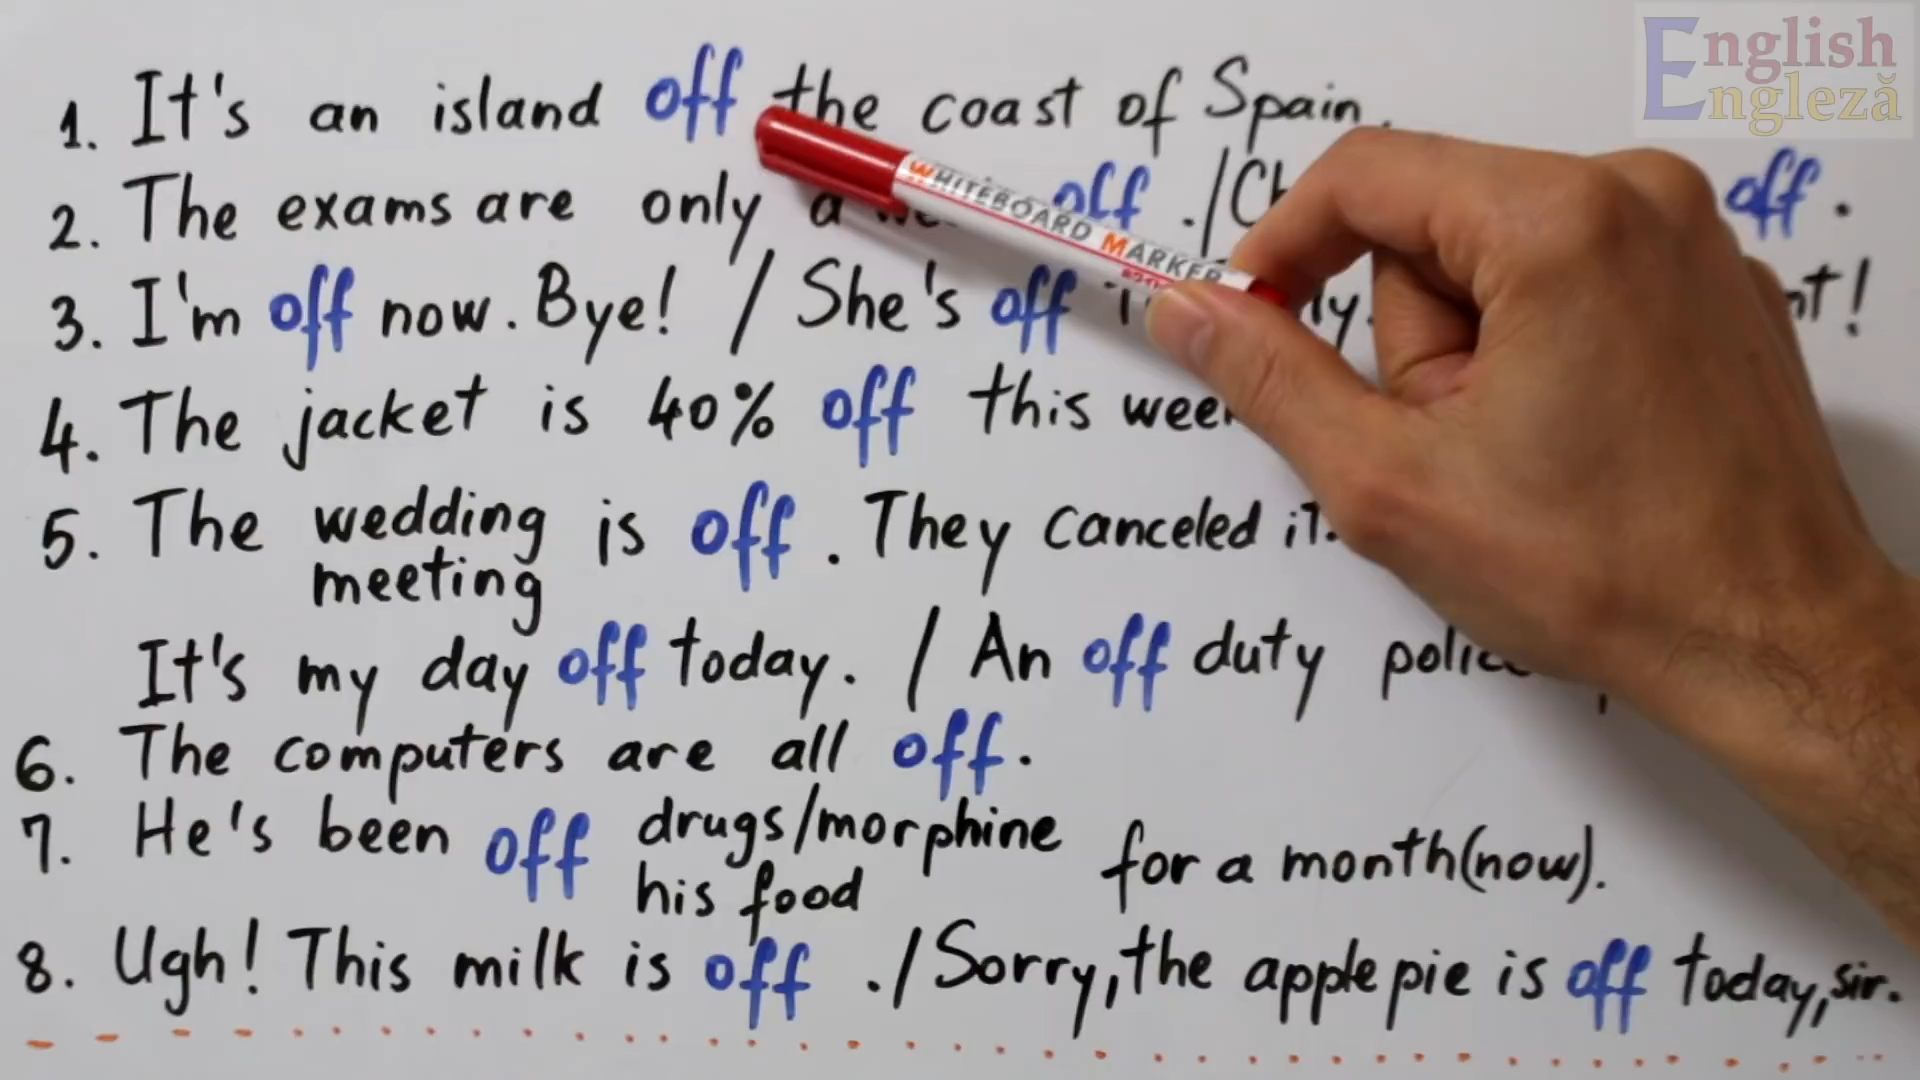 English
Engleză
1. It's an island off the coast of Spain.
2. The exams are only a off ./ off.
3. I'm off now. Bye! / She's off
4. The jacket is 40% off this
WHITEBOARD MARKER
5. The wedding is off. They canceled it.
meeting
It's my day off today. / An off duty
6. The computers are all off.
7. He's been off drugs/morphine for a month(now).
his food
8. Ugh! This milk is off ./Sorry, the apple pie is off today, sir.